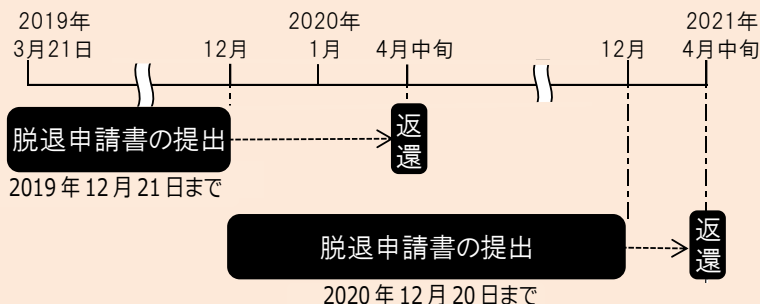 2019年
3月21日
12月
2020年
1月
4月中旬
12月
2021年
4月中旬
脱退申請書の提出
返還
2019年12月21日まで
脱退申請書の提出
返還
2020年12月20日まで